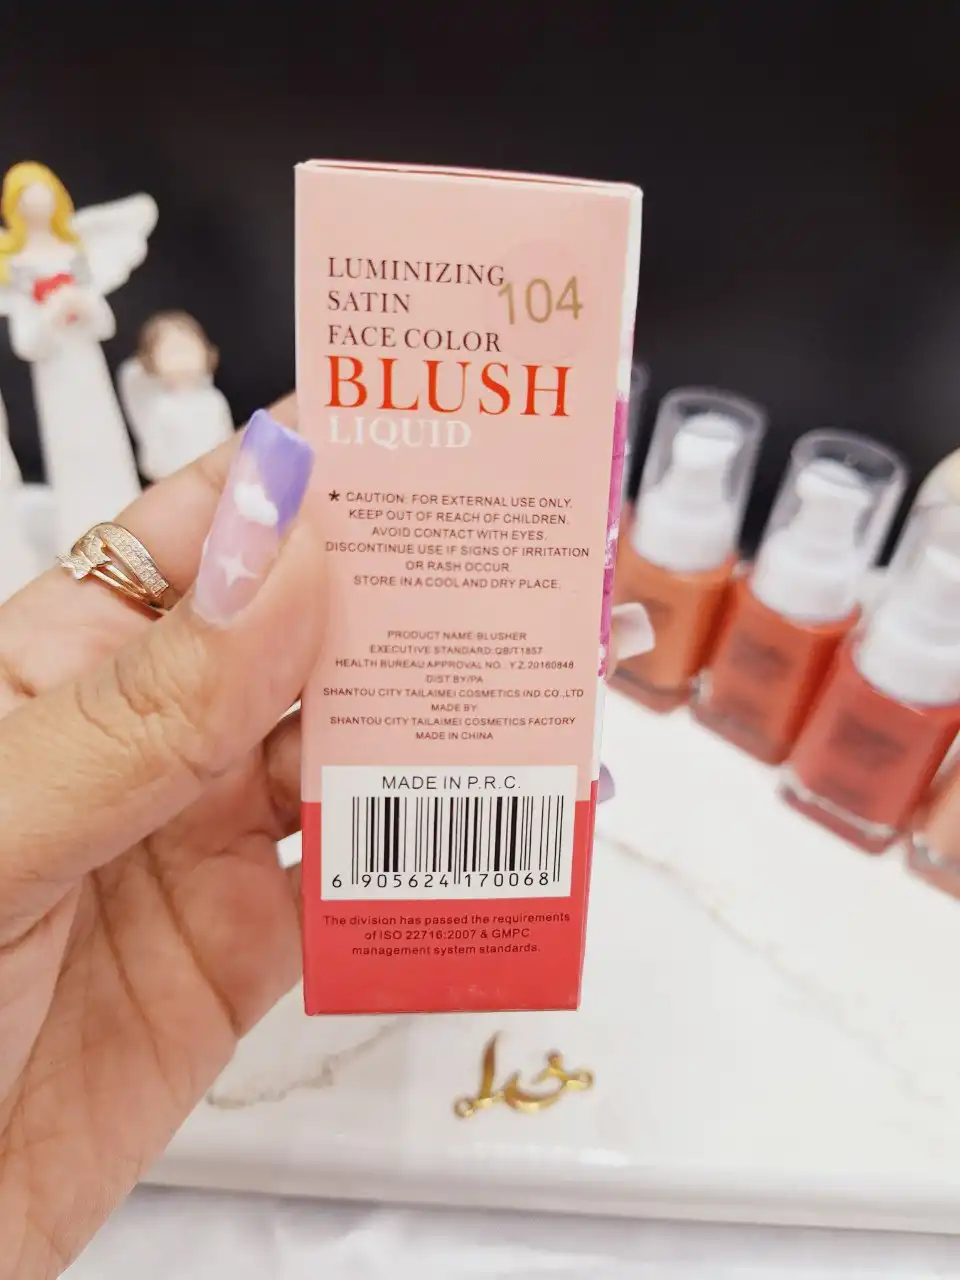 LUMINIZING
104
SATIN
FACE COLOR
BLUSH
LIQUID
* CAUTION: FOR EXTERNAL USE ONLY.
KEEP OUT OF REACH OF CHILDREN.
AVOID CONTACT WITH EYES.
DISCONTINUE USE IF SIGNS OF IRRITATION
OR RASH OCCUR
STORE IN A COOL AND DRY PLACE.
PRODUCT NAME:BLUSHER
EXECUTIVE STANDARD:QB/T1857
HEALTH BUREAU APPROVAL NO. :Y.Z.20160848
DIST BY/PA
SHANTOU CITY TAILAIMEI COSMETICS IND.CO.,LTD
MADE BY
SHANTOU CITY TAILAIMEI COSMETICS FACTORY
MADE IN CHINA
MADE IN P.R.C.
6 905624 170068
The division has passed the requirements
of ISO 22716:2007 & GMPC
management system standards.